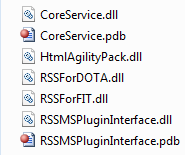 CoreService.dll
CoreService.pdb
HtmlAgilityPack.dll
RSSForDOTA.dll
RSSForFIT.dll
RSSMSPluginInterface.dll
RSSMSPluginInterface.pdb